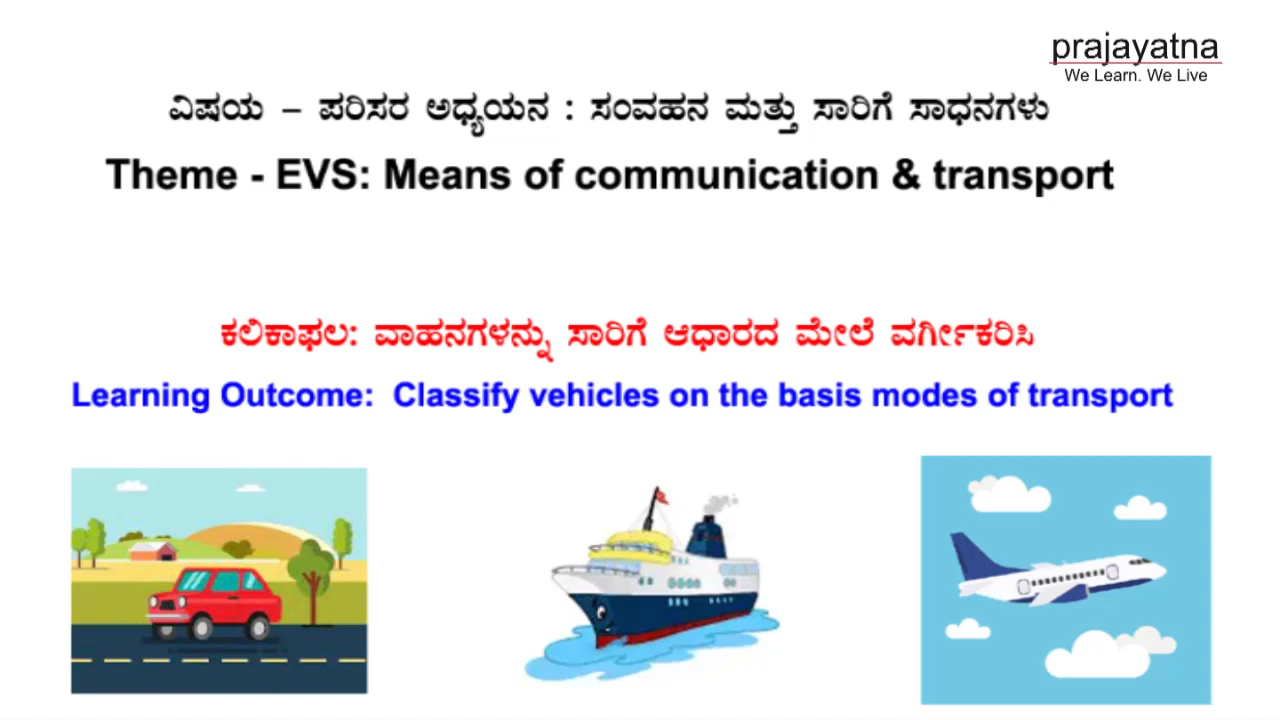 prajayatna
We Learn. We Live
ವಿಷಯ – ಪರಿಸರ ಅಧ್ಯಯನ : ಸಂವಹನ ಮತ್ತು ಸಾರಿಗೆ ಸಾಧನಗಳು
Theme - EVS: Means of communication & transport
ಕಲಿಕಾಫಲ: ವಾಹನಗಳನ್ನು ಸಾರಿಗೆ ಆಧಾರದ ಮೇಲೆ ವರ್ಗೀಕರಿಸಿ
Learning Outcome: Classify vehicles on the basis modes of transport